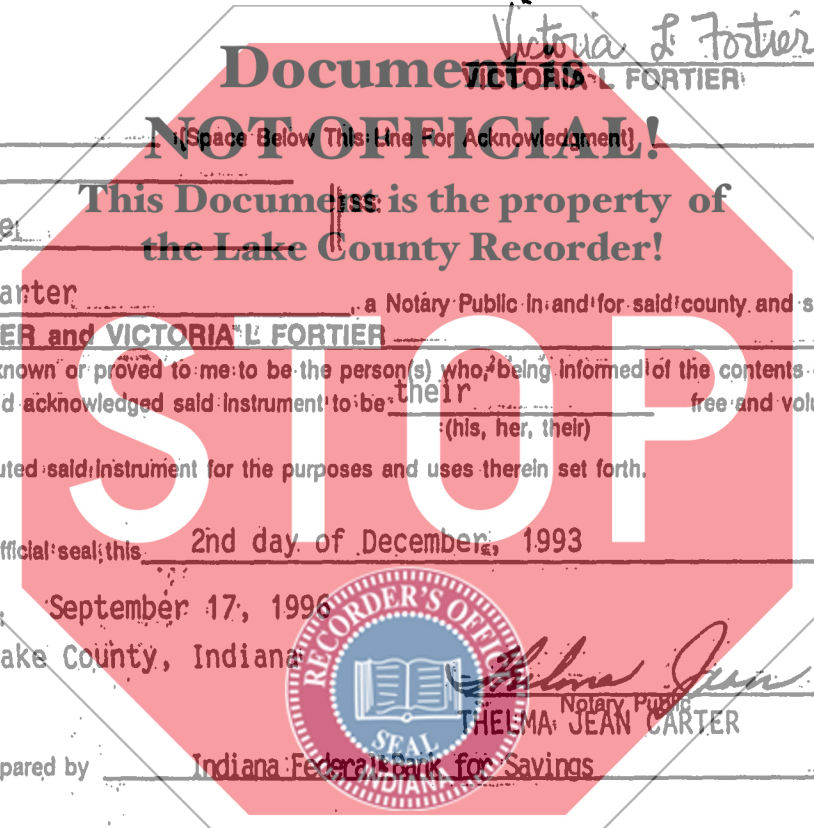 Victoria L Fortier
Document is
VICTORIA L FORTIER
NOT OFFICIAL!
(Space Below This Line For Acknowledgment)
This Document is the property of
ss:
the Lake County Recorder!
arter, a Notary Public in and for said county and s
ER and VICTORIA L FORTIER
known or proved to me to be the person(s) who, being informed of the contents
d acknowledged said instrument to be their free and volu
(his, her, their)
uted said instrument for the purposes and uses therein set forth.
STOP
fficial seal, this 2nd day of December, 1993
September 17, 1996
ake County, Indiana
RECORDER'S OFFICE
SEAL
INDIANA
Thelma Jean
Notary Public
THELMA JEAN CARTER
pared by Indiana Federal Bank for Savings